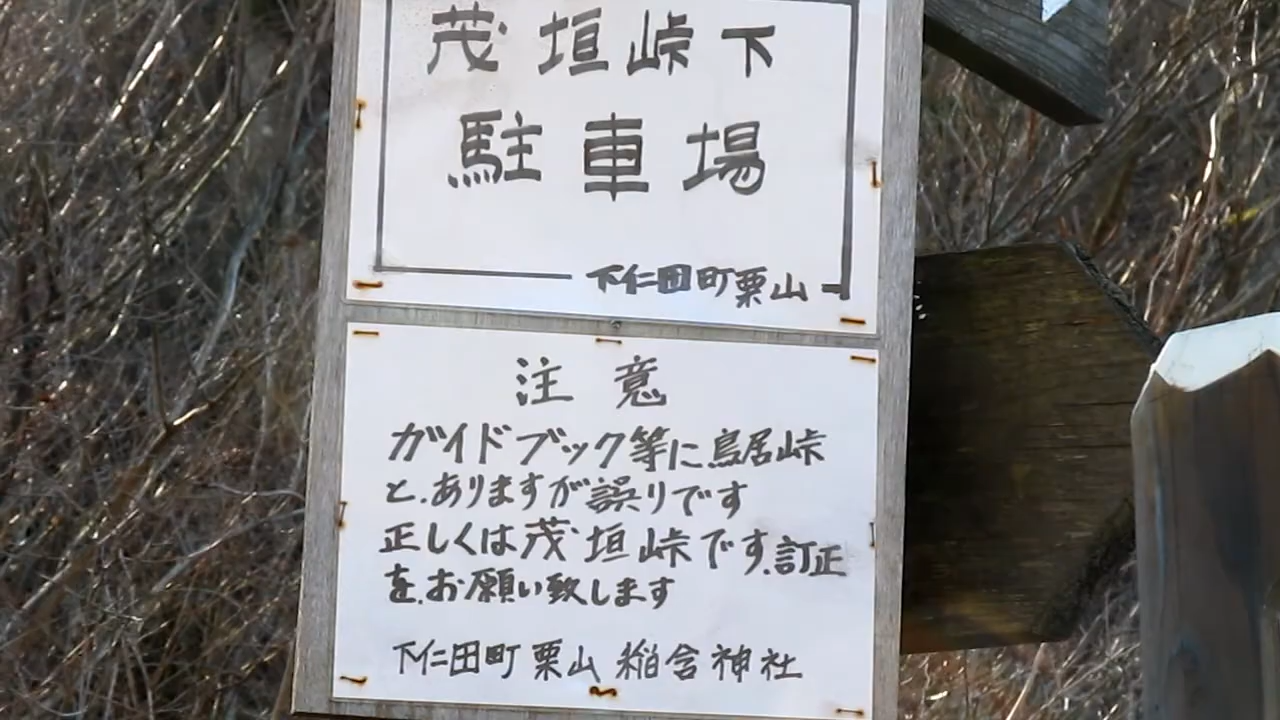 茂垣峠下
駐車場
下仁田町栗山
注意
ガイドブック等に鳥居峠
と、ありますが誤りです
正しくは茂垣峠です、訂正
を、お願い致します
下仁田町栗山 稲含神社